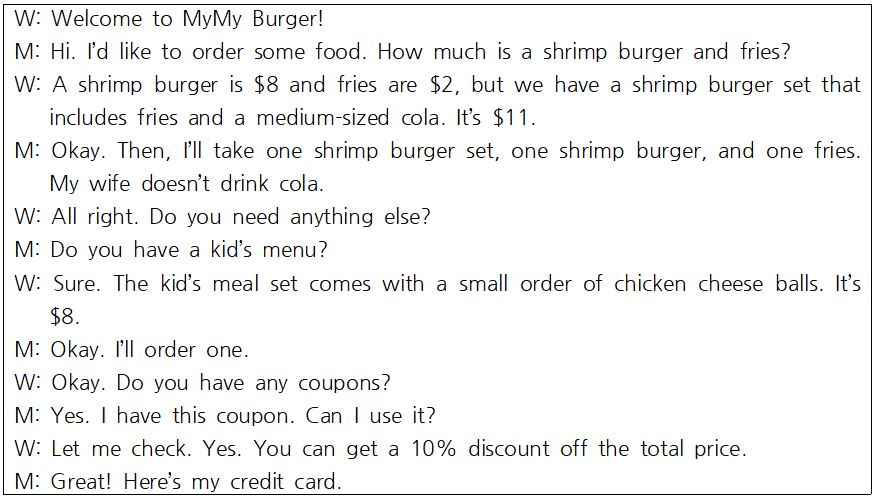 W: Welcome to MyMy Burger!
M: Hi. I'd like to order some food. How much is a shrimp burger and fries?
W: A shrimp burger is $8 and fries are $2, but we have a shrimp burger set that
includes fries and a medium-sized cola. It's $11.
M: Okay. Then, I'll take one shrimp burger set, one shrimp burger, and one fries.
My wife doesn't drink cola.
W: All right. Do you need anything else?
M: Do you have a kid's menu?
W: Sure. The kid's meal set comes with a small order of chicken cheese balls. It's
$8.
M: Okay. I'll order one.
W: Okay. Do you have any coupons?
M: Yes. I have this coupon. Can I use it?
W: Let me check. Yes. You can get a 10% discount off the total price.
M: Great! Here's my credit card.